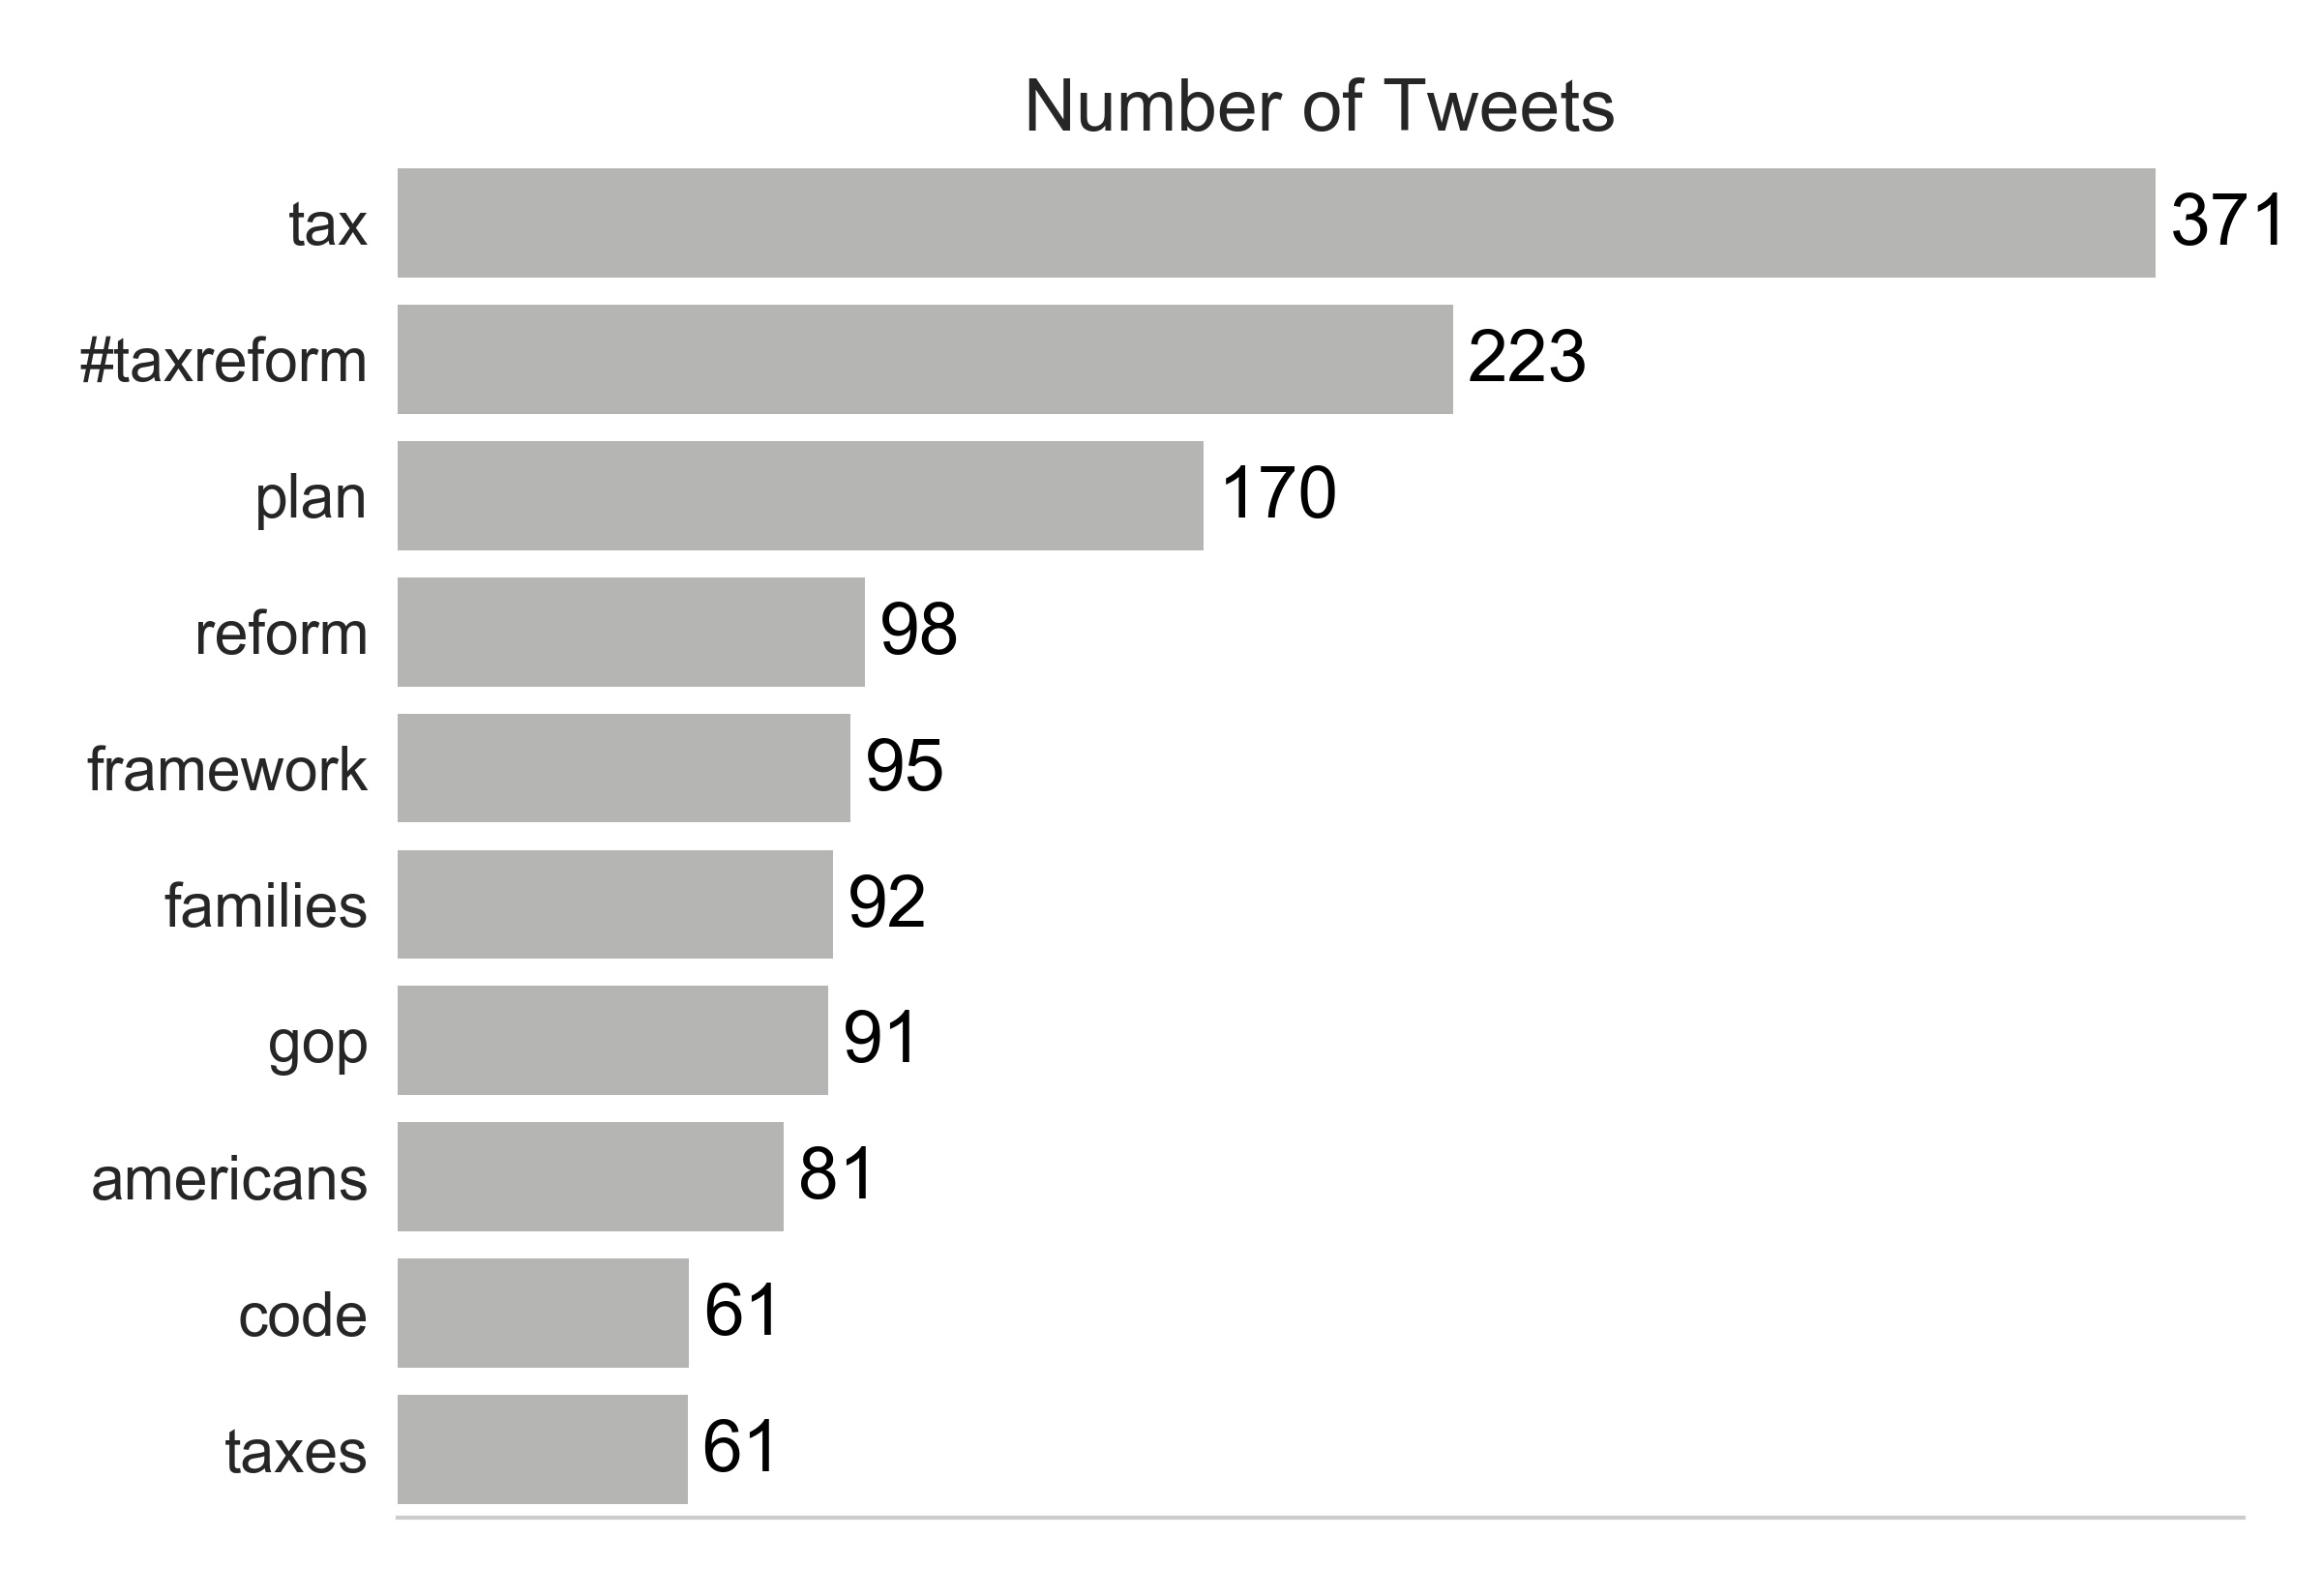 Number of Tweets
tax 371
#taxreform 223
plan 170
reform 98
framework 95
families 92
gop 91
americans 81
code 61
taxes 61